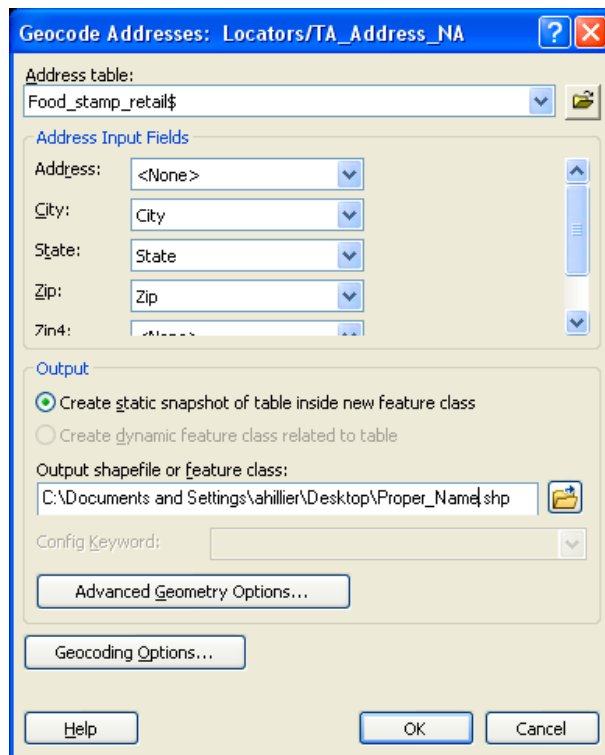 Geocode Addresses: Locators/TA_Address_NA
Address table:
Food_stamp_retail$
Address Input Fields
Address: <None>
City: City
State: State
Zip: Zip
Zip4: <None>
Output
Create static snapshot of table inside new feature class
Create dynamic feature class related to table
Output shapefile or feature class:
C:\Documents and Settings\ahillier\Desktop\Proper_Name.shp
Config Keyword:
Advanced Geometry Options...
Geocoding Options...
Help OK Cancel